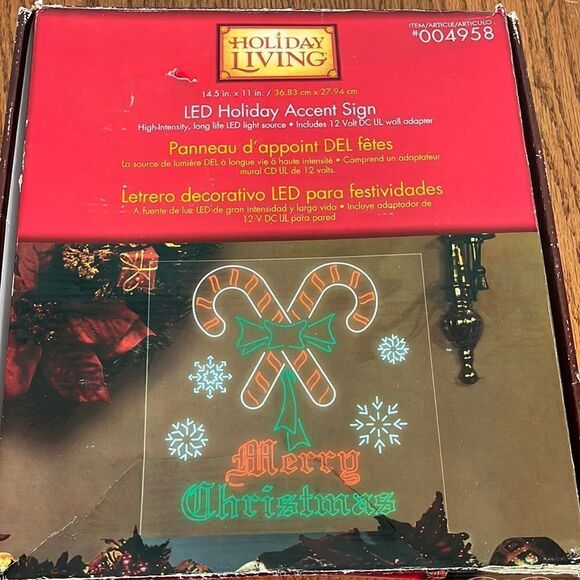 ITEM/ARTICLE/ARTICULO
#004958
HOLIDAY
LIVING
14.5 in. x 11 in. / 36.83 cm x 27.94 cm
LED Holiday Accent Sign
High-Intensity, long life LED light source • Includes 12 Volt DC UL wall adapter
Panneau d'appoint DEL fêtes
La source de lumière DEL à longue vie à haute intensité • Comprend un adaptateur
mural CD UL de 12 volts.
Letrero decorativo LED para festividades
A fuente de luz LED de gran intensidad y larga vida • Incluye adaptador de
12 V DC UL para pared
Merry
Christmas